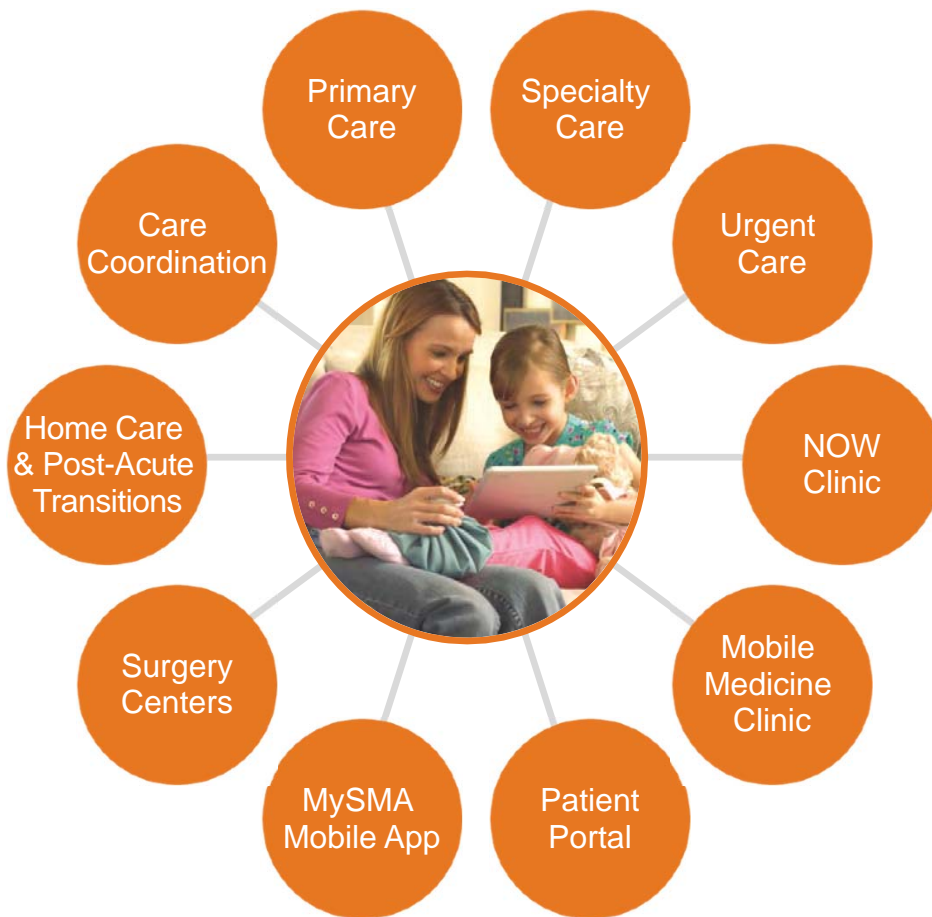 Primary
Care
Specialty
Care
Urgent
Care
NOW
Clinic
Mobile
Medicine
Clinic
Patient
Portal
MySMA
Mobile App
Surgery
Centers
Home Care
& Post-Acute
Transitions
Care
Coordination